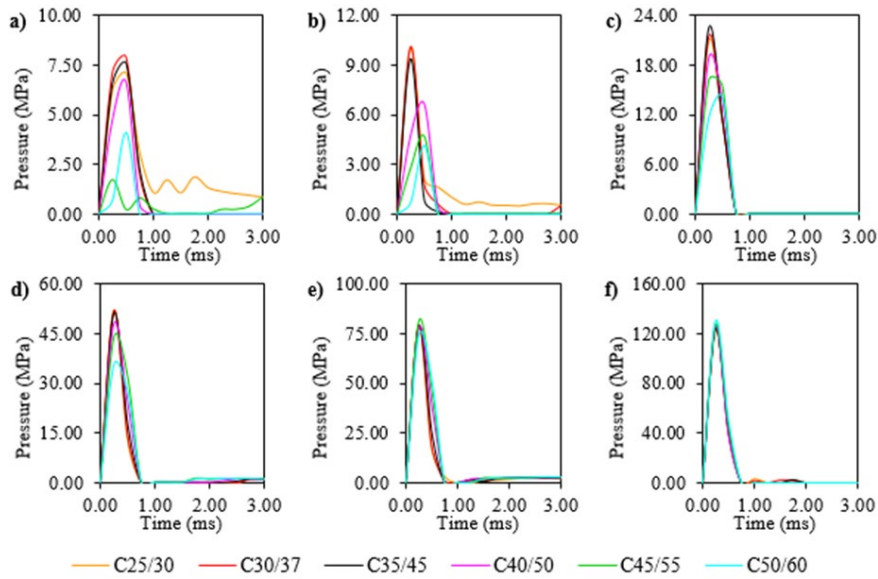 a) b) c)
10.00 12.00 24.00
7.50 9.00 18.00
5.00 6.00 12.00
2.50 3.00 6.00
0.00 0.00 0.00
Pressure (MPa) Pressure (MPa) Pressure (MPa)
0.00 1.00 2.00 3.00 0.00 1.00 2.00 3.00 0.00 1.00 2.00 3.00
Time (ms) Time (ms) Time (ms)
d) e) f)
60.00 100.00 160.00
45.00 75.00 120.00
30.00 50.00 80.00
15.00 25.00 40.00
0.00 0.00 0.00
Pressure (MPa) Pressure (MPa) Pressure (MPa)
0.00 1.00 2.00 3.00 0.00 1.00 2.00 3.00 0.00 1.00 2.00 3.00
Time (ms) Time (ms) Time (ms)
C25/30 C30/37 C35/45 C40/50 C45/55 C50/60